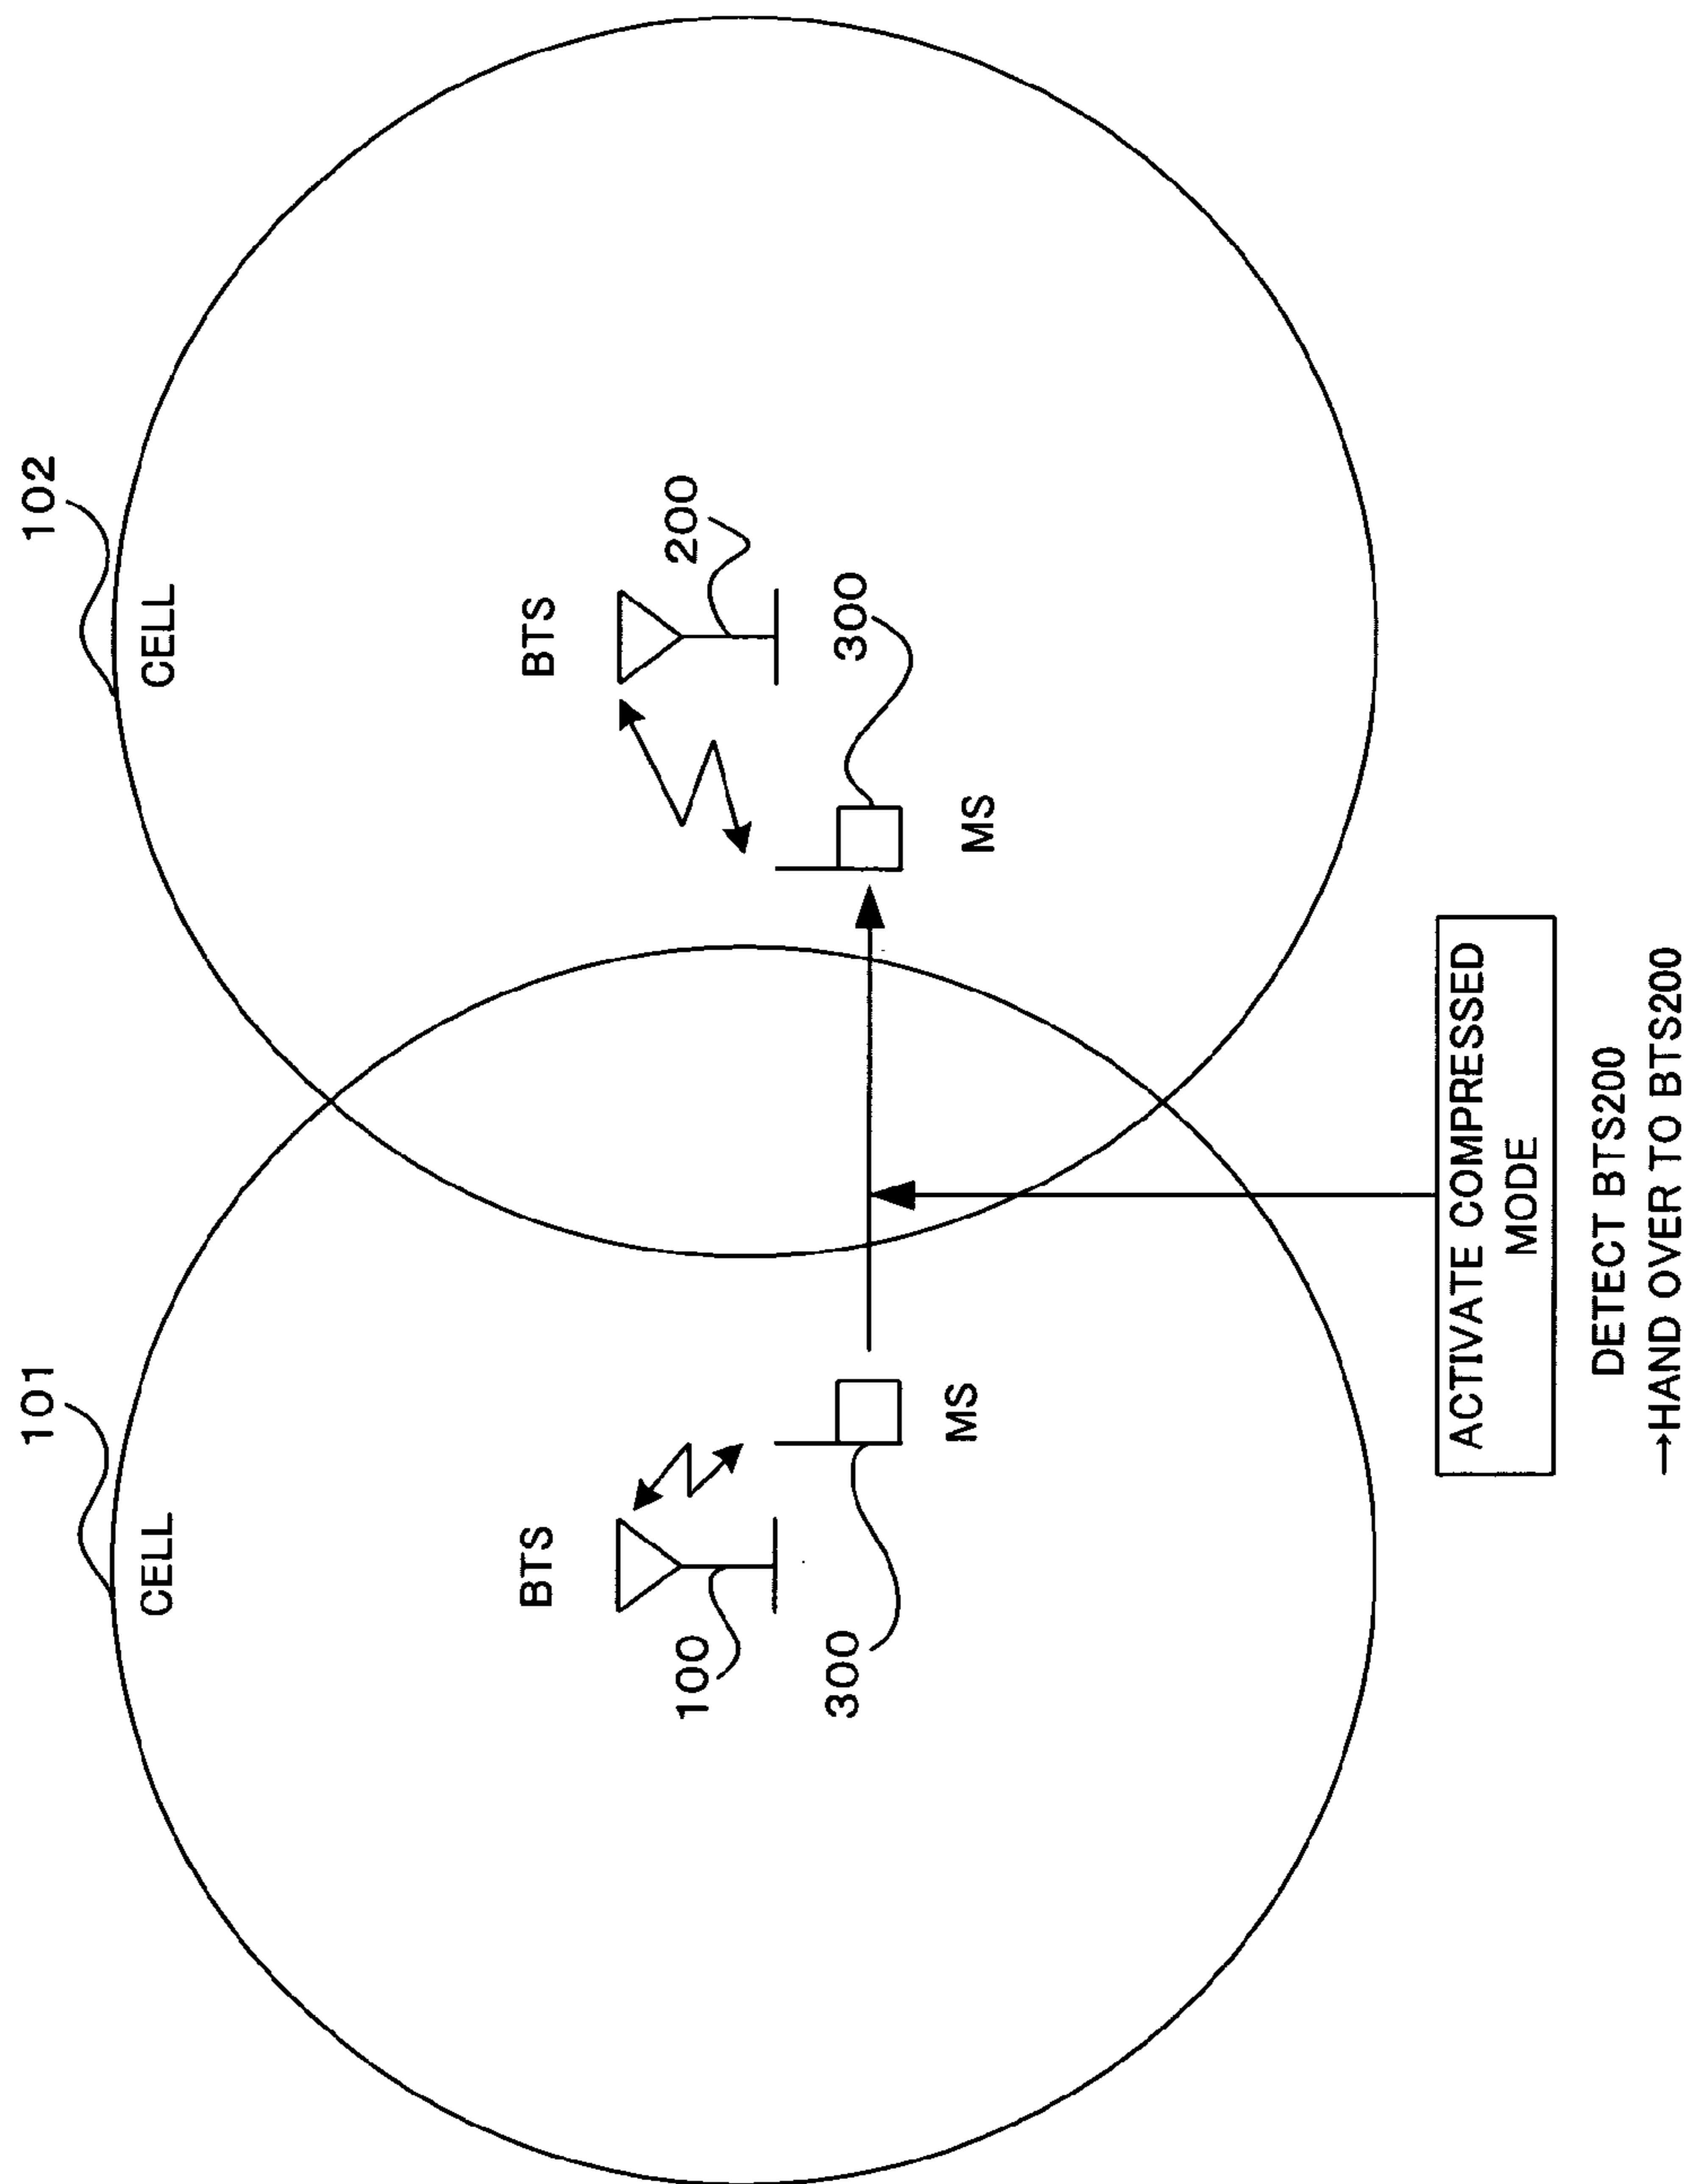 101
102
CELL
CELL
BTS
BTS
100
200
300
300
MS
MS
ACTIVATE COMPRESSED
MODE
DETECT BTS200
→HAND OVER TO BTS200